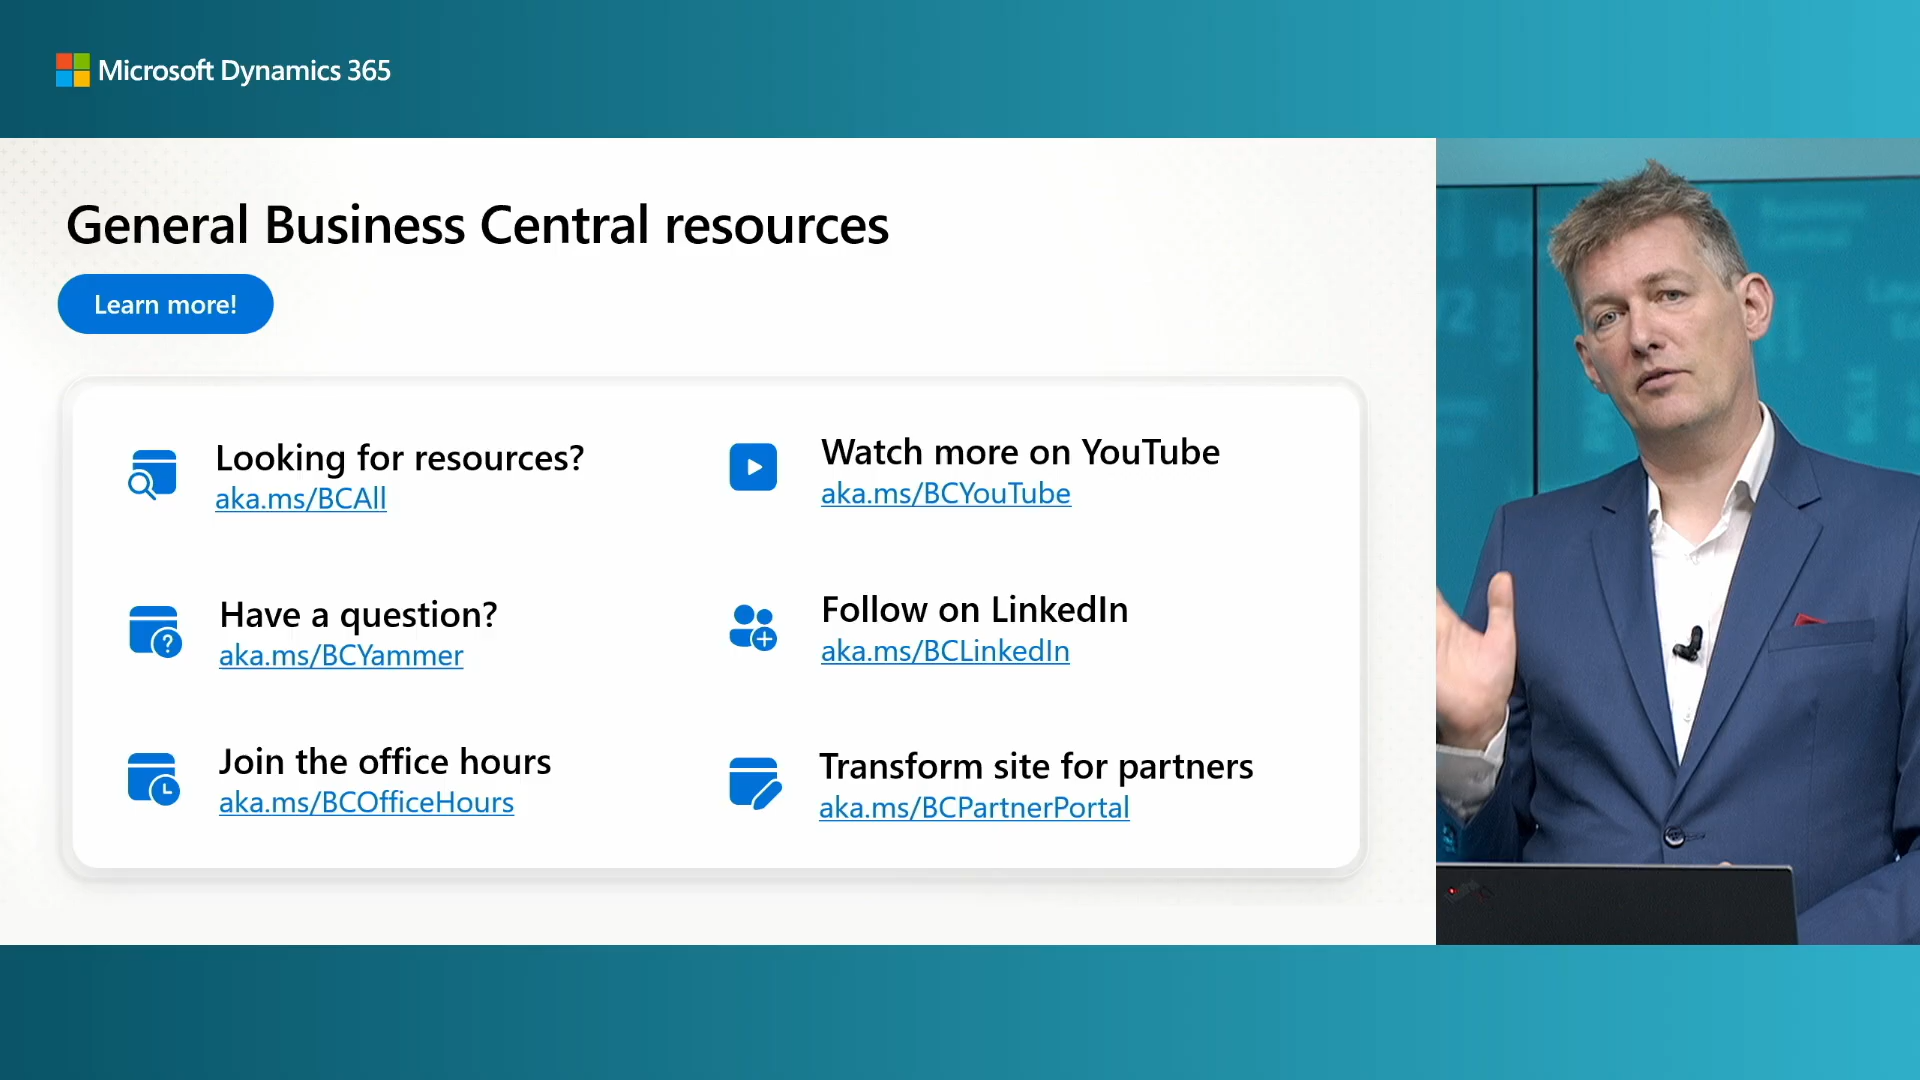 Microsoft Dynamics 365
General Business Central resources
Learn more!
Looking for resources?
aka.ms/BCAll
Have a question?
aka.ms/BCYammer
Join the office hours
aka.ms/BCOfficeHours
Watch more on YouTube
aka.ms/BCYouTube
Follow on LinkedIn
aka.ms/BCLinkedIn
Transform site for partners
aka.ms/BCPartnerPortal